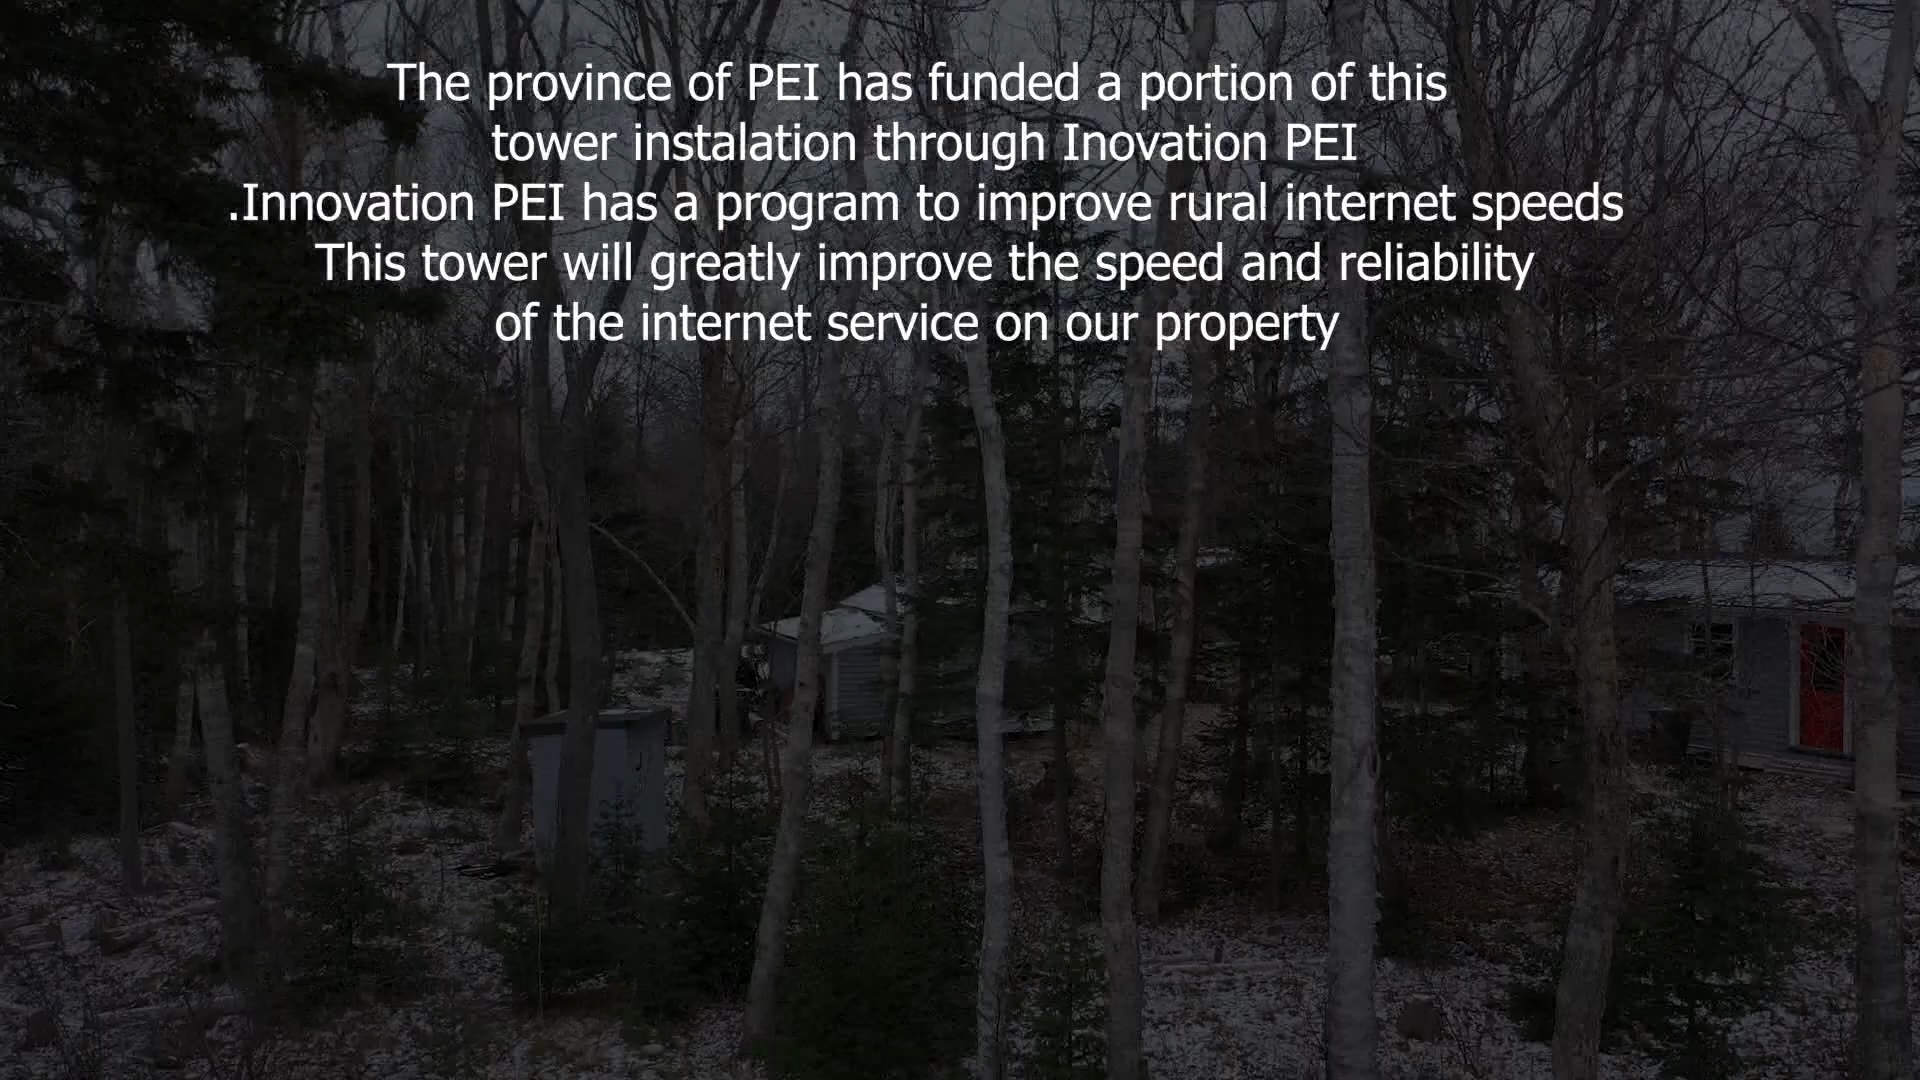 The province of PEI has funded a portion of this
tower instalation through Inovation PEI
.Innovation PEI has a program to improve rural internet speeds
This tower will greatly improve the speed and reliability
of the internet service on our property